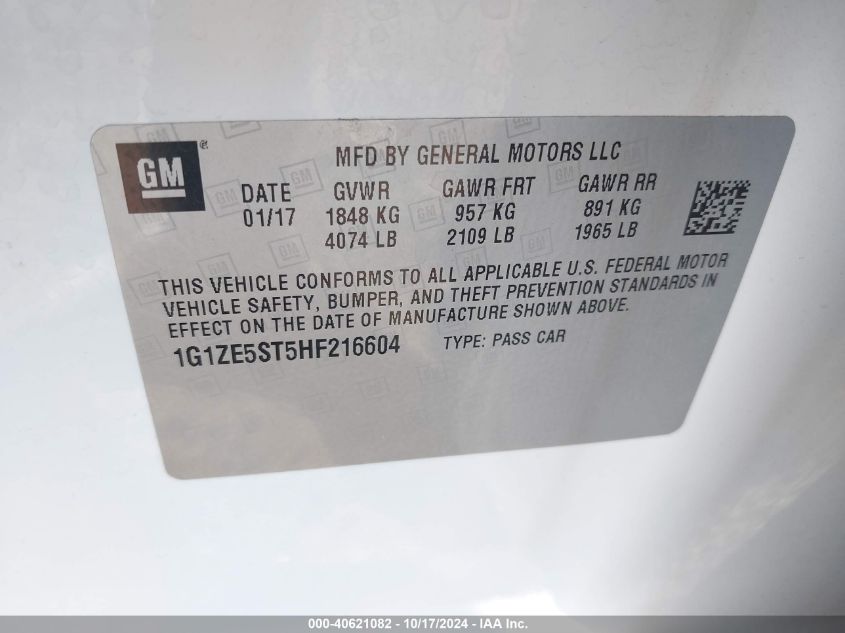 GM
MFD BY GENERAL MOTORS LLC
DATE GVWR GAWR FRT GAWR RR
01/17 1848 KG 957 KG 891 KG
4074 LB 2109 LB 1965 LB
THIS VEHICLE CONFORMS TO ALL APPLICABLE U.S. FEDERAL MOTOR
VEHICLE SAFETY, BUMPER, AND THEFT PREVENTION STANDARDS IN
EFFECT ON THE DATE OF MANUFACTURE SHOWN ABOVE.
1G1ZE5ST5HF216604 TYPE: PASS CAR
000-40621082 - 10/17/2024 - IAA Inc.